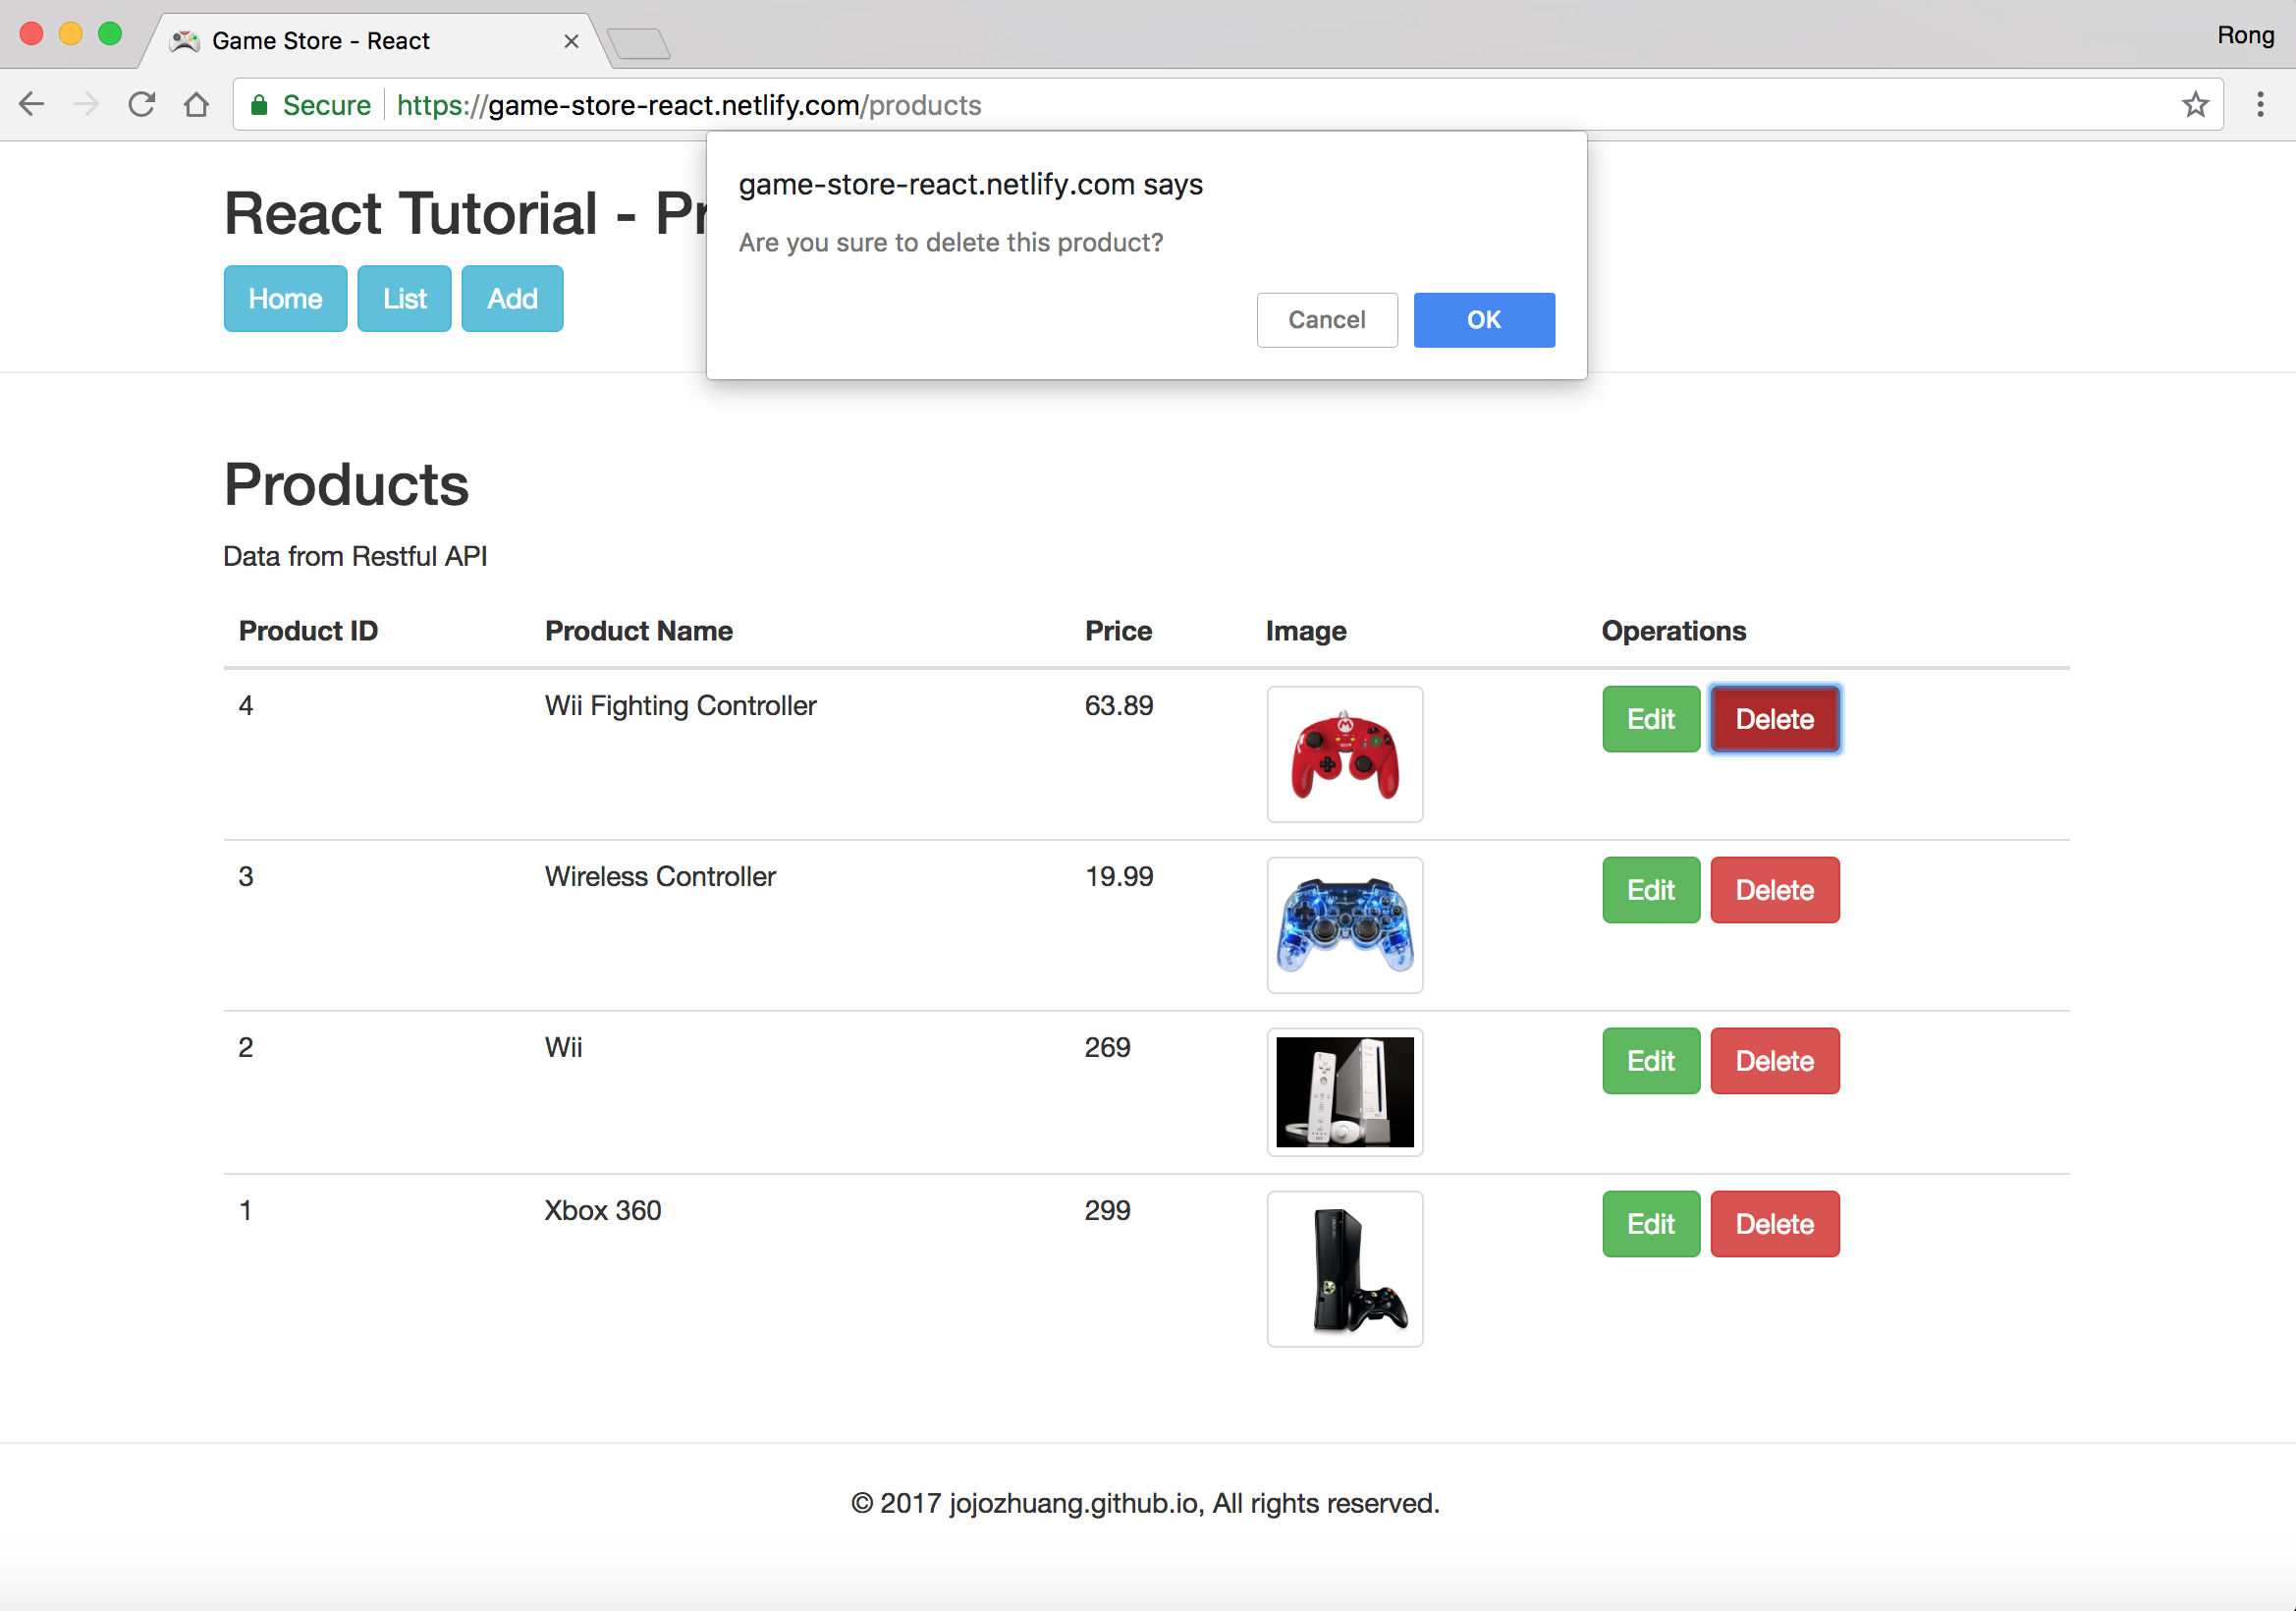 Game Store - React
Rong
Secure https://game-store-react.netlify.com/products
game-store-react.netlify.com says
Are you sure to delete this product?
Cancel OK
React Tutorial -
Home List Add
Products
Data from Restful API
Product ID Product Name Price Image Operations
4 Wii Fighting Controller 63.89 Edit Delete
3 Wireless Controller 19.99 Edit Delete
2 Wii 269 Edit Delete
1 Xbox 360 299 Edit Delete
© 2017 jojozhuang.github.io, All rights reserved.